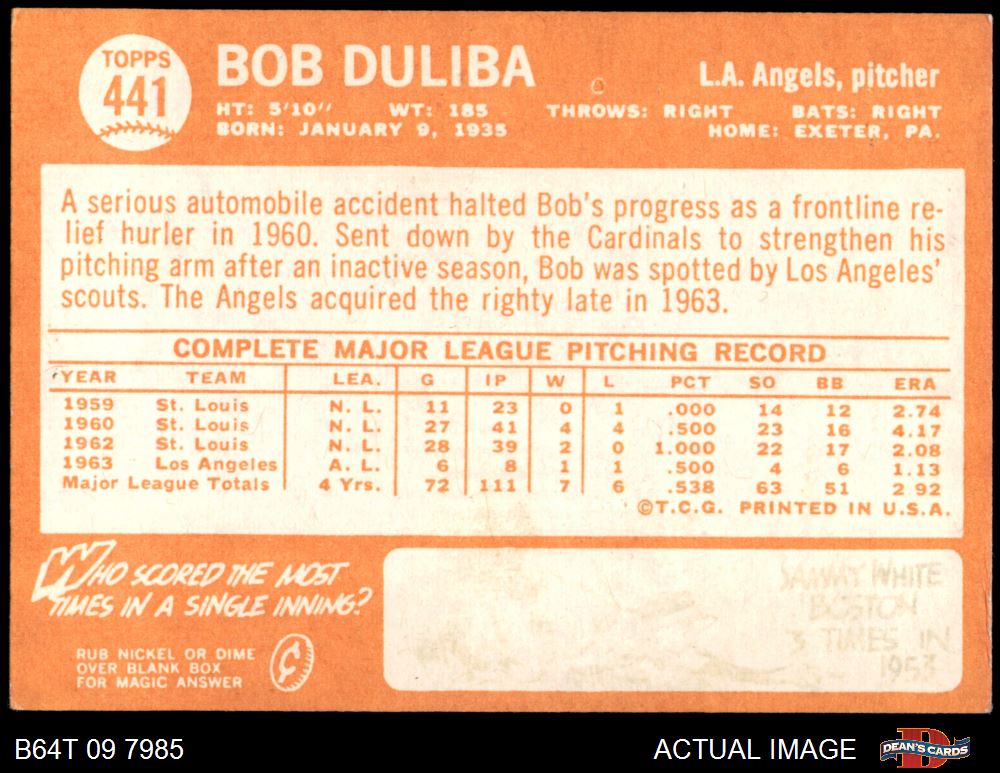 TOPPS
441
BOB DULIBA
L.A. Angels, pitcher
HT: 5'10" WT: 185 THROWS: RIGHT BATS: RIGHT
BORN: JANUARY 9, 1935 HOME: EXETER, PA.
A serious automobile accident halted Bob's progress as a frontline re-
lief hurler in 1960. Sent down by the Cardinals to strengthen his
pitching arm after an inactive season, Bob was spotted by Los Angeles'
scouts. The Angels acquired the righty late in 1963.
COMPLETE MAJOR LEAGUE PITCHING RECORD
YEAR TEAM LEA. G IP W L PCT SO BB ERA
1959 St. Louis N. L. 11 23 0 1 .000 14 12 2.74
1960 St. Louis N. L. 27 41 4 4 .500 23 16 4.17
1962 St. Louis N. L. 28 39 2 0 1.000 22 17 2.08
1963 Los Angeles A. L. 6 8 1 1 .500 4 6 1.13
Major League Totals 4 Yrs. 72 111 7 6 .538 63 51 2.92
©T.C.G. PRINTED IN U.S.A.
WHO SCORED THE MOST
TIMES IN A SINGLE INNING?
RUB NICKEL OR DIME
OVER BLANK BOX
FOR MAGIC ANSWER
¢
SAMMY WHITE
BOSTON
3 TIMES IN
1953
B64T 09 7985
ACTUAL IMAGE
DEAN'S CARDS